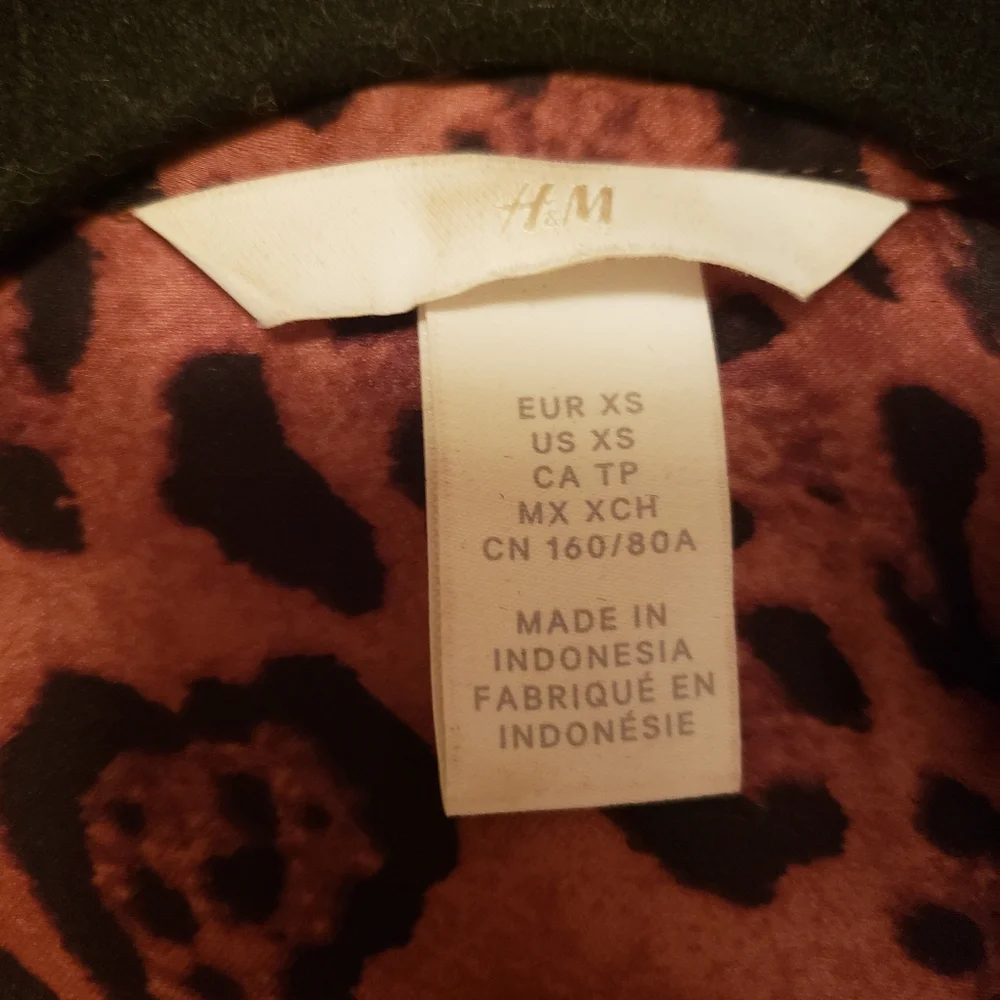 H&M
EUR XS
US XS
CA TP
MX XCH
CN 160/80A
MADE IN
INDONESIA
FABRIQUÉ EN
INDONÉSIE